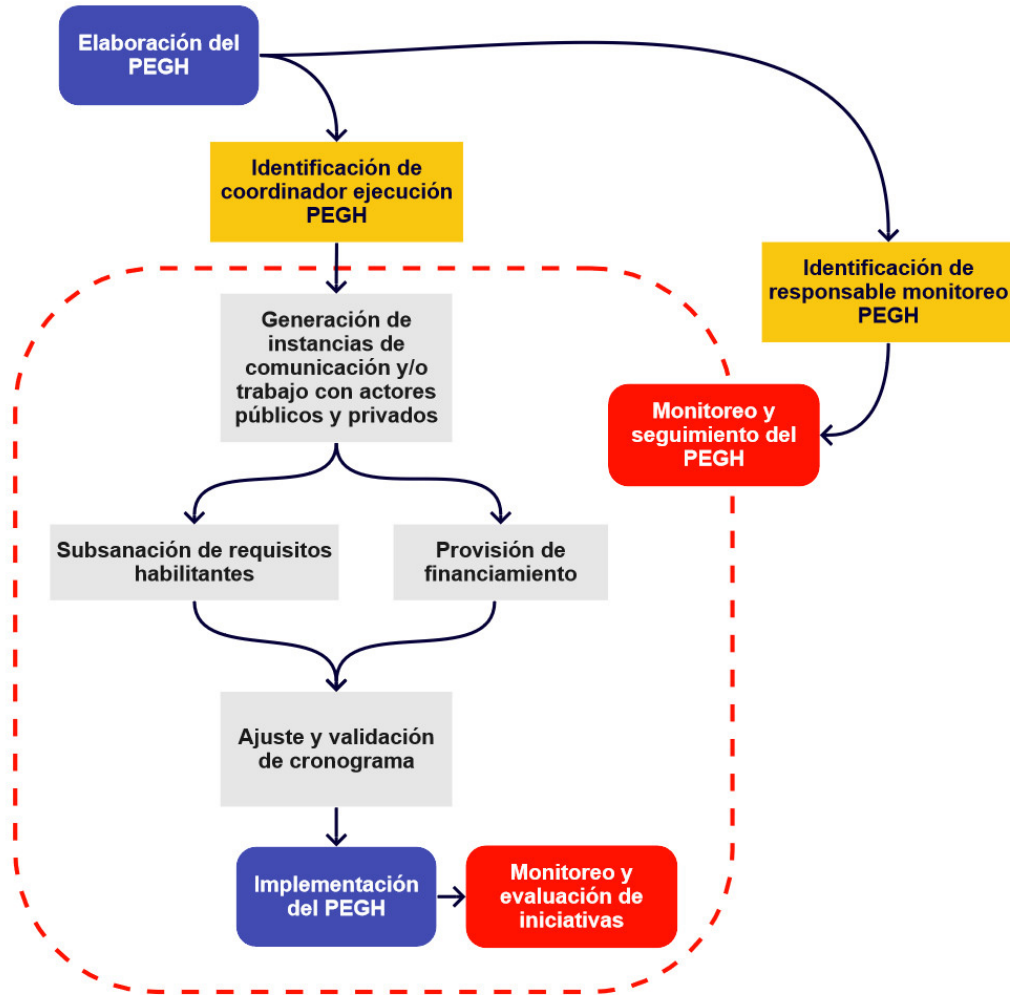 Elaboración del
PEGH
Identificación de
coordinador ejecución
PEGH
Identificación de
responsable monitoreo
PEGH
Generación de
instancias de
comunicación y/o
trabajo con actores
públicos y privados
Monitoreo y
seguimiento del
PEGH
Subsanación de requisitos
habilitantes
Provisión de
financiamiento
Ajuste y validación
de cronograma
Implementación
del PEGH
Monitoreo y
evaluación de
iniciativas